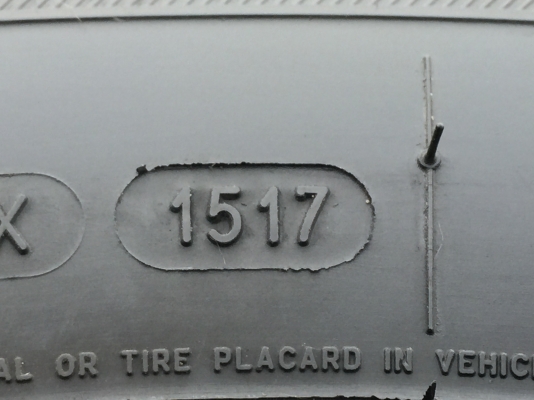 X 1517
OR TIRE PLACARD IN